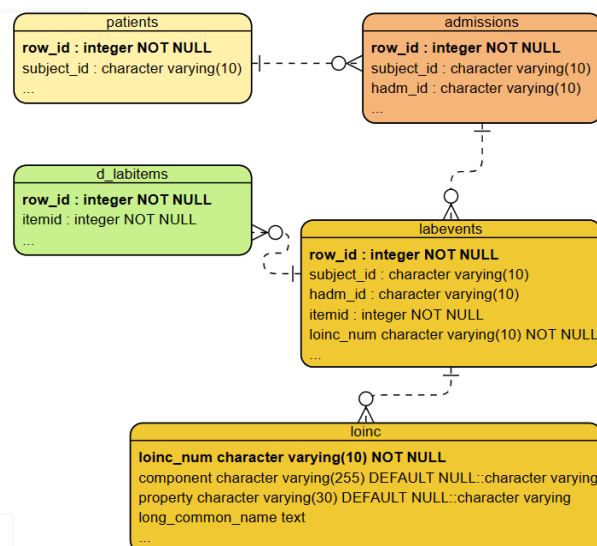 patients
row_id : integer NOT NULL
subject_id : character varying(10)
...
admissions
row_id : integer NOT NULL
subject_id : character varying(10)
hadm_id : character varying(10)
...
d_labitems
row_id : integer NOT NULL
itemid : integer NOT NULL
...
labevents
row_id : integer NOT NULL
subject_id : character varying(10)
hadm_id : character varying(10)
itemid : integer NOT NULL
loinc_num character varying(10) NOT NULL
...
loinc
loinc_num character varying(10) NOT NULL
component character varying(255) DEFAULT NULL::character varying
property character varying(30) DEFAULT NULL::character varying
long_common_name text
...